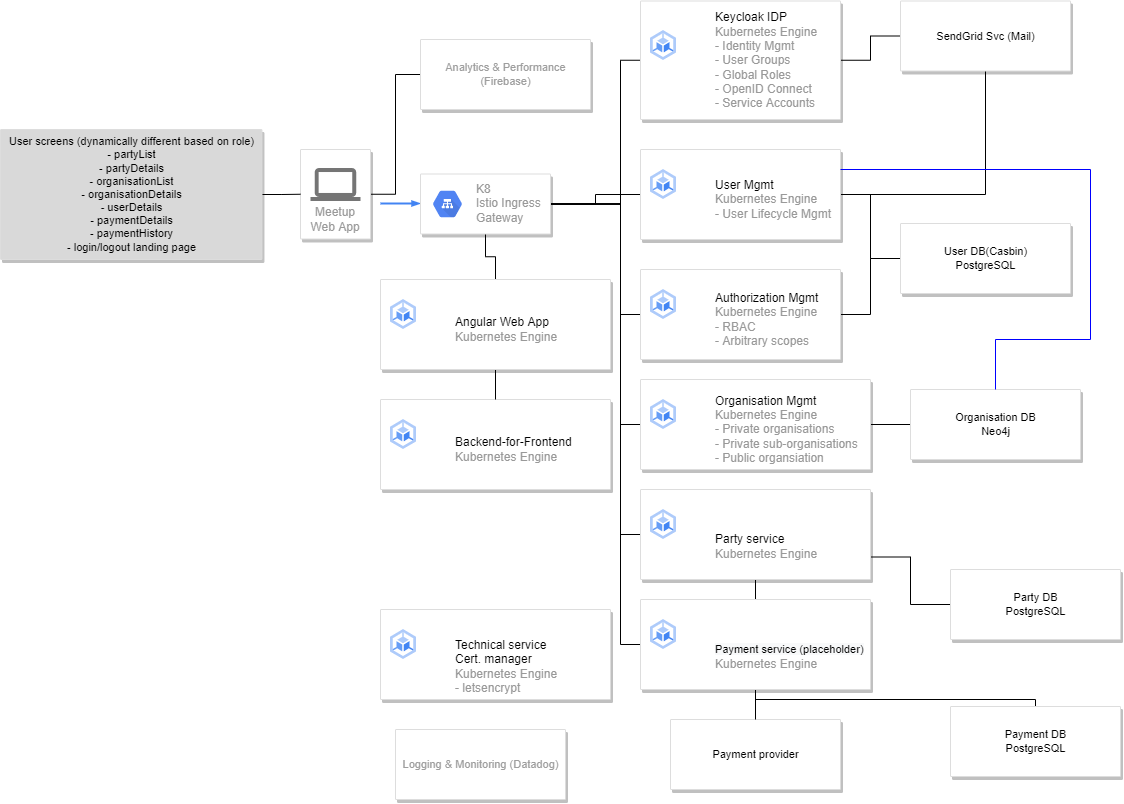 User screens (dynamically different based on role)
- partyList
- partyDetails
- organisationList
- organisationDetails
- userDetails
- paymentDetails
- paymentHistory
- login/logout landing page
Meetup
Web App
Analytics & Performance
(Firebase)
K8
Istio Ingress
Gateway
Angular Web App
Kubernetes Engine
Backend-for-Frontend
Kubernetes Engine
Technical service
Cert. manager
Kubernetes Engine
- letsencrypt
Logging & Monitoring (Datadog)
Keycloak IDP
Kubernetes Engine
- Identity Mgmt
- User Groups
- Global Roles
- OpenID Connect
- Service Accounts
User Mgmt
Kubernetes Engine
- User Lifecycle Mgmt
Authorization Mgmt
Kubernetes Engine
- RBAC
- Arbitrary scopes
Organisation Mgmt
Kubernetes Engine
- Private organisations
- Private sub-organisations
- Public organsiation
Party service
Kubernetes Engine
Payment service (placeholder)
Kubernetes Engine
Payment provider
SendGrid Svc (Mail)
User DB(Casbin)
PostgreSQL
Organisation DB
Neo4j
Party DB
PostgreSQL
Payment DB
PostgreSQL